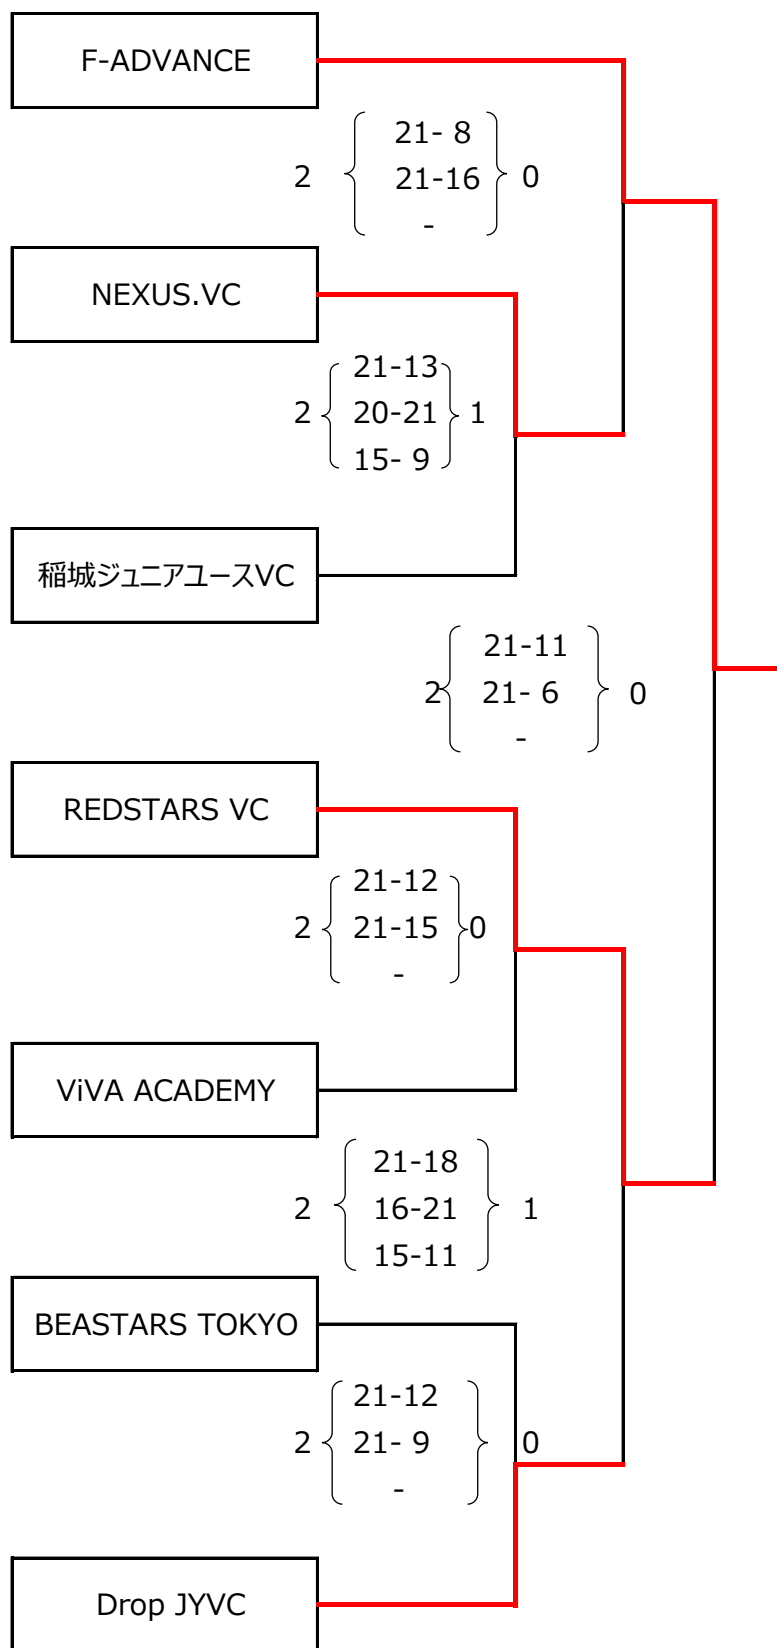 F-ADVANCE
21- 8
2 21-16 0
-
NEXUS.VC
21-13
2 20-21 1
15- 9
稲城ジュニアユースVC
21-11
2 21- 6 0
-
REDSTARS VC
21-12
2 21-15 0
-
ViVA ACADEMY
21-18
2 16-21 1
15-11
BEASTARS TOKYO
21-12
2 21- 9 0
-
Drop JYVC